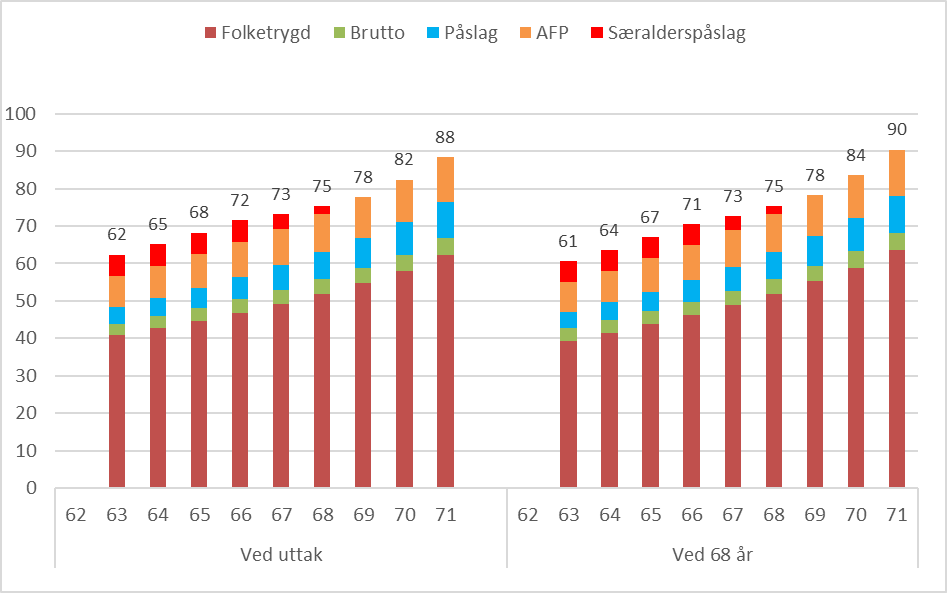 Folketrygd Brutto Påslag AFP Særalderspåslag
100
90
80
70
60
50
40
30
20
10
0
62 65 68 72 73 75 78 82 88
61 64 67 71 73 75 78 84 90
62 63 64 65 66 67 68 69 70 71 62 63 64 65 66 67 68 69 70 71
Ved uttak Ved 68 år